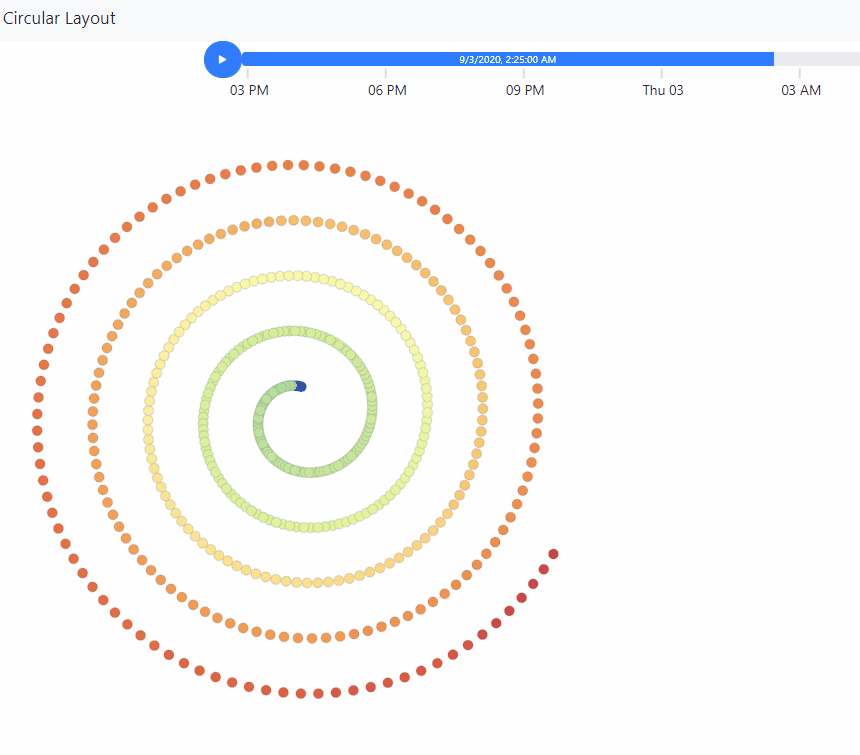 Circular Layout
9/3/2020, 2:25:00 AM
03 PM 06 PM 09 PM Thu 03 03 AM